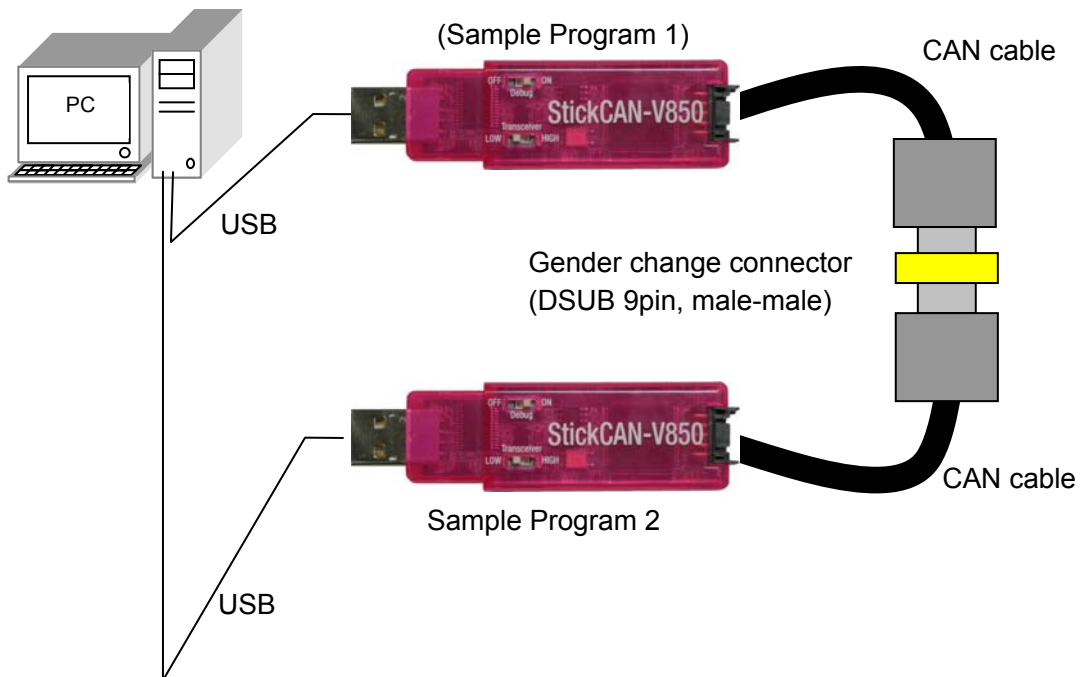 (Sample Program 1)
CAN cable
PC
OFF ON
Debug
StickCAN-V850
Transceiver
LOW HIGH
USB
Gender change connector
(DSUB 9pin, male-male)
OFF ON
Debug
StickCAN-V850
Transceiver
LOW HIGH
CAN cable
Sample Program 2
USB